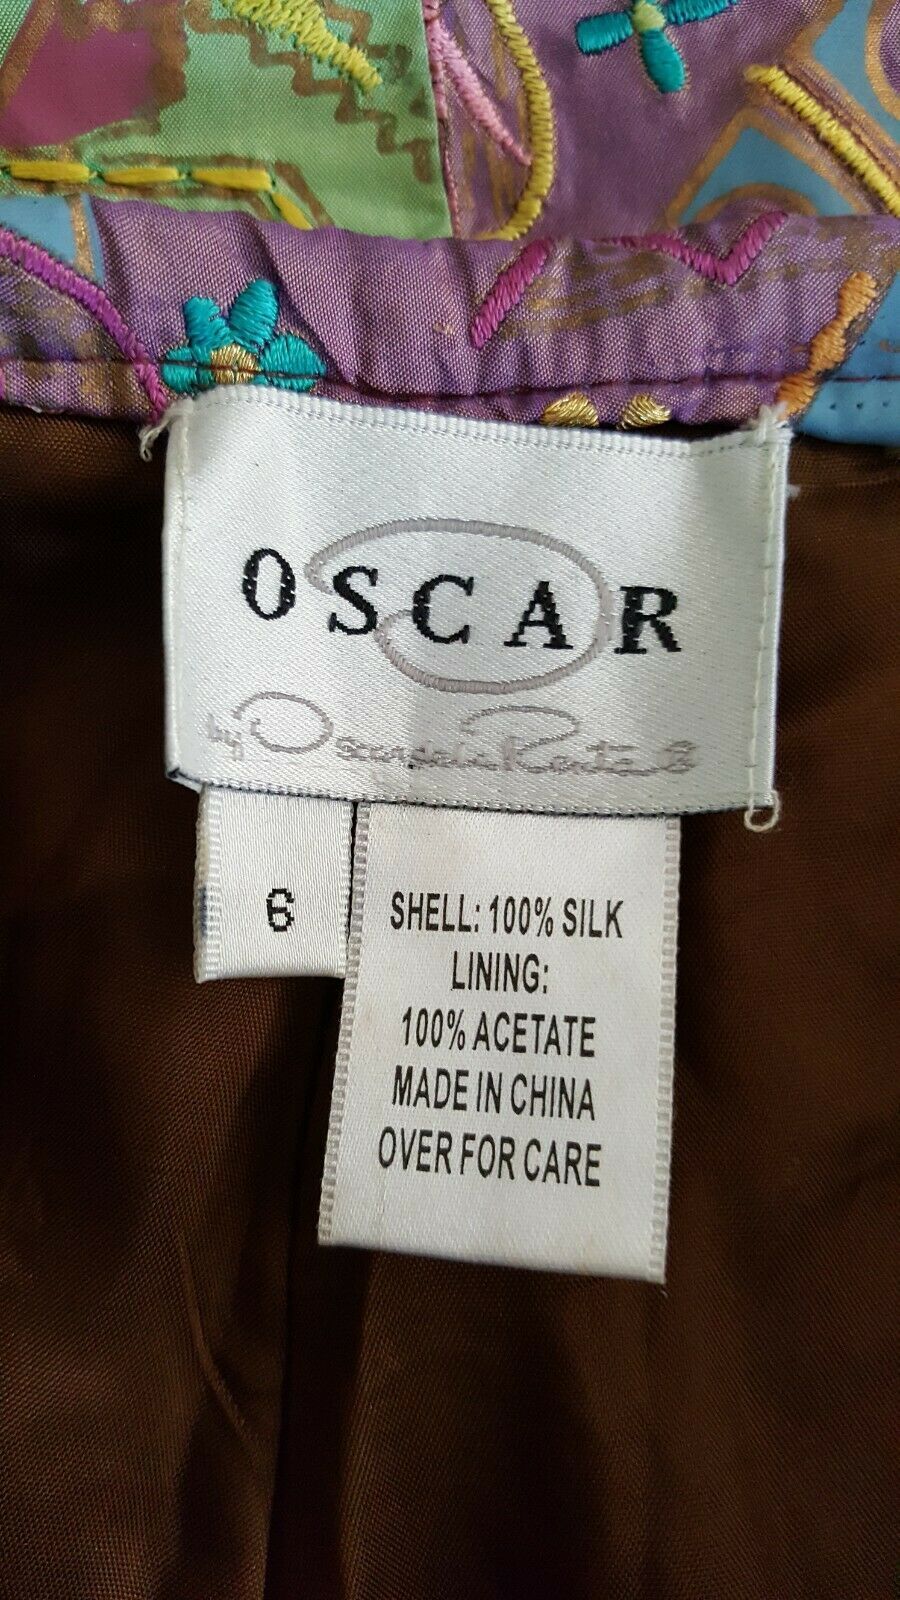 OSCAR
by Oscar de la Renta
6
SHELL: 100% SILK
LINING:
100% ACETATE
MADE IN CHINA
OVER FOR CARE